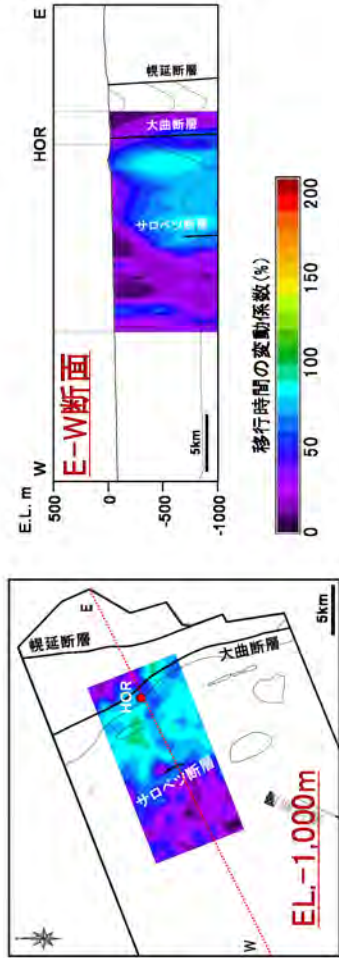 幌延断層
E
HOR
サロベツ断層
大曲断層
W
EL.-1,000m
5km
W
HOR
E
E.L. m
500
0
-500
-1000
E-W断面
サロベツ断層
大曲断層
幌延断層
5km
0
50
100
150
200
移行時間の変動係数(%)